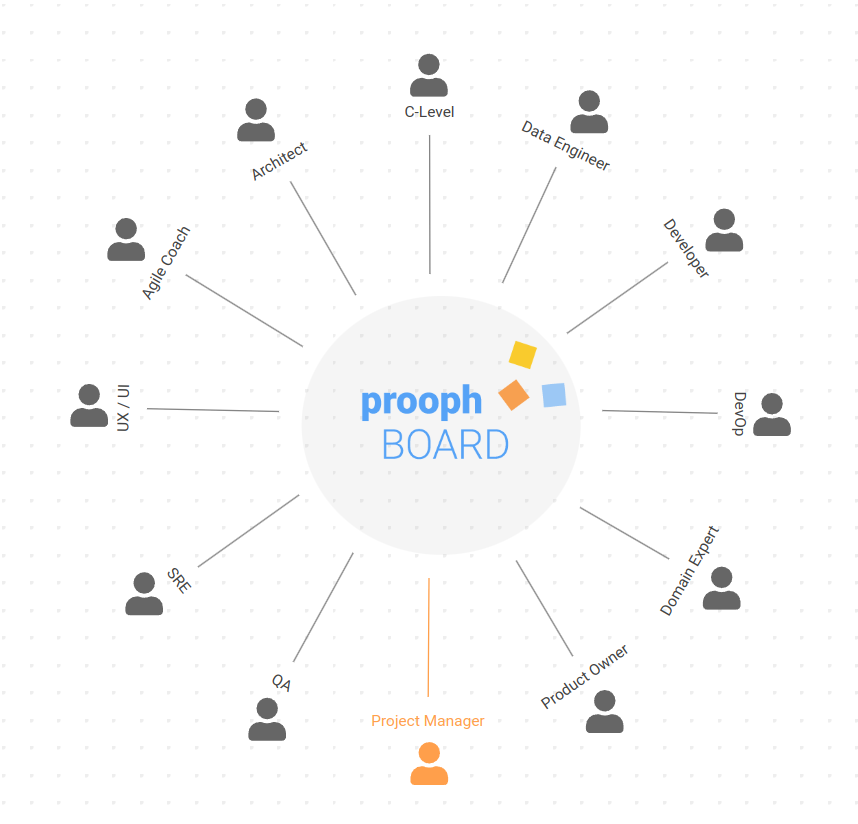 C-Level
Data Engineer
Architect
Developer
Agile Coach
UX / UI
prooph
BOARD
DevOp
Domain Expert
SRE
Product Owner
QA
Project Manager